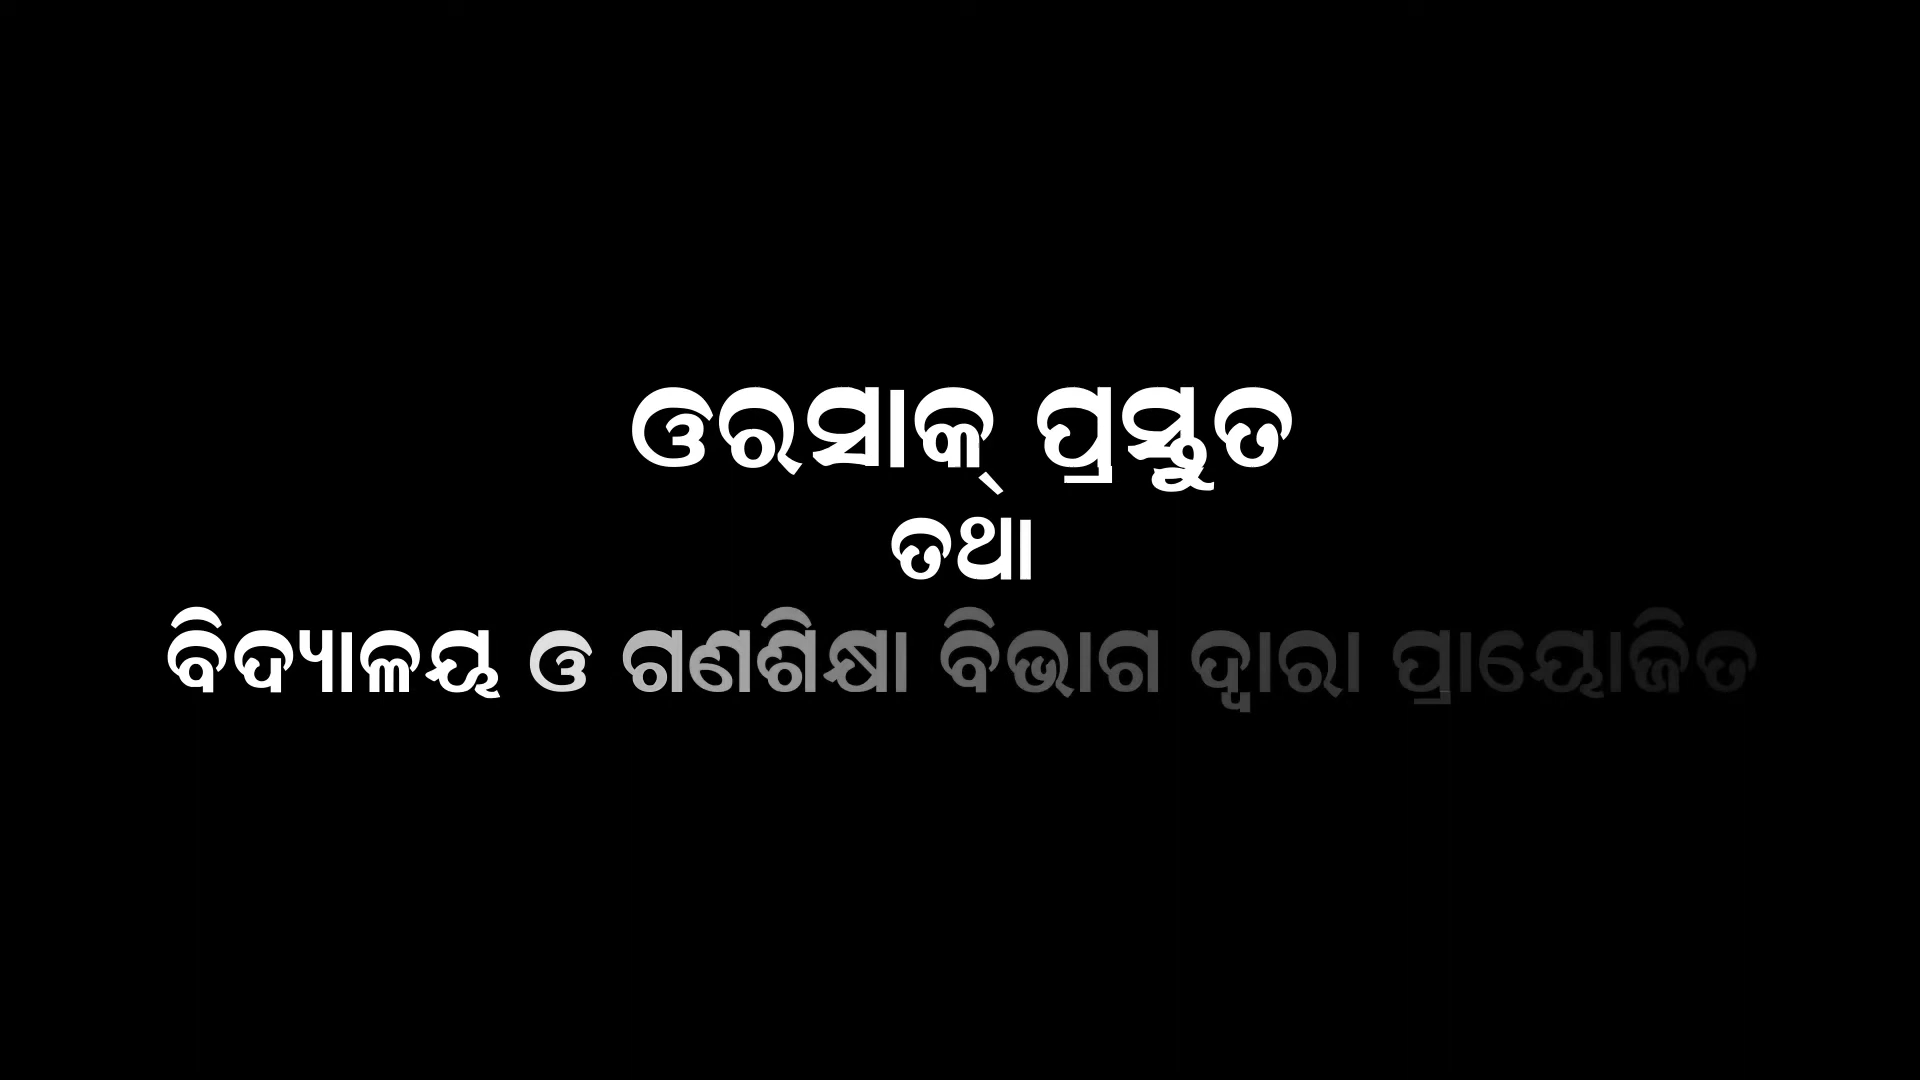 ଓରସାକ୍ ପ୍ରସ୍ତୁତ
ତଥା
ବିଦ୍ୟାଳୟ ଓ ଗଣଶିକ୍ଷା ବିଭାଗ ଦ୍ୱାରା ପ୍ରାୟୋଜିତ